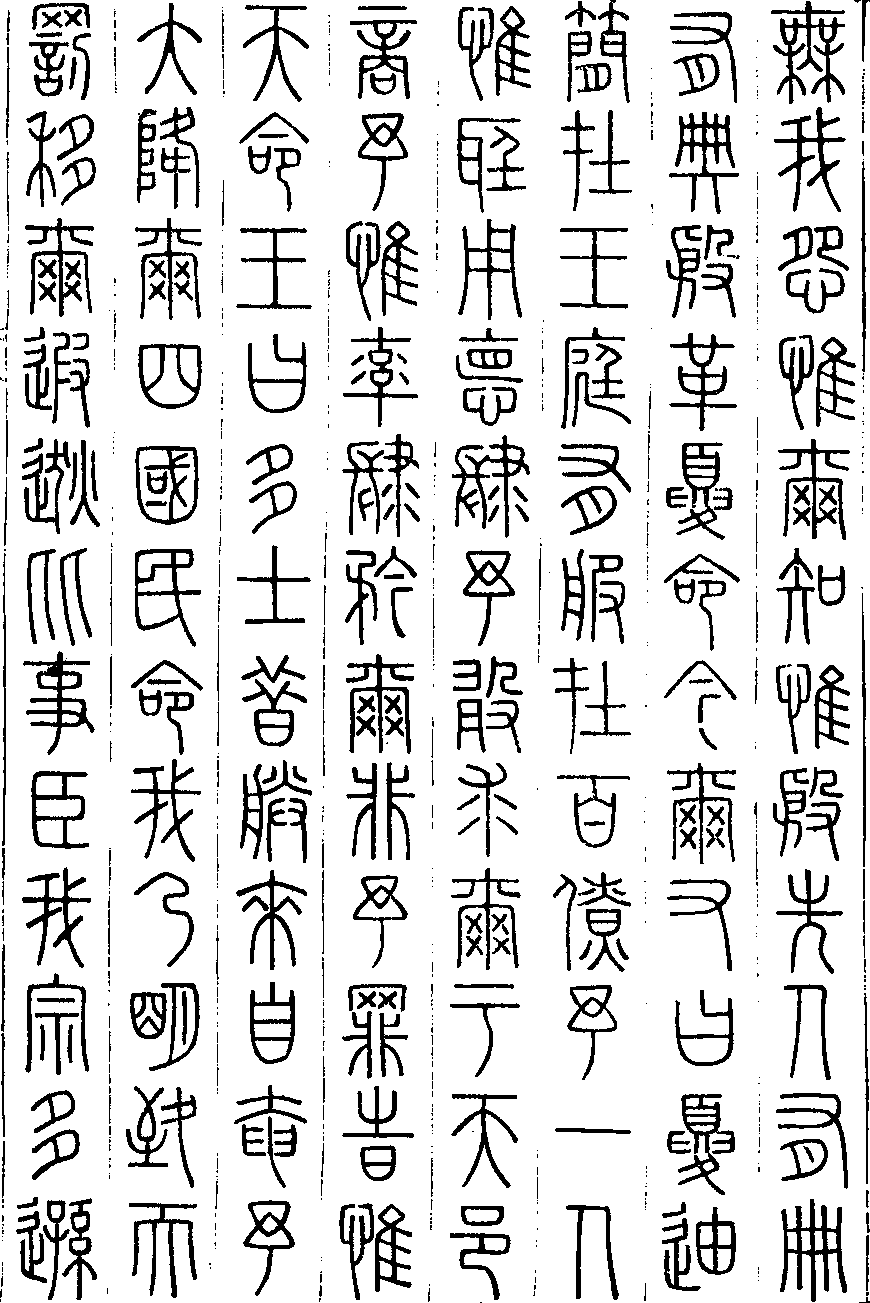 無我怨惟爾知惟殷先人有冊
有典殷革夏命今爾又曰夏迪
簡在王庭有服在百僚予一人
惟聽用悳肆予敢求爾于天邑
商予惟率肆矜爾非予罪旹惟
天命王曰多士昔朕來自奄予
大降爾四國民命我乃明致天
罰移爾遐逖比事臣我宗多遜